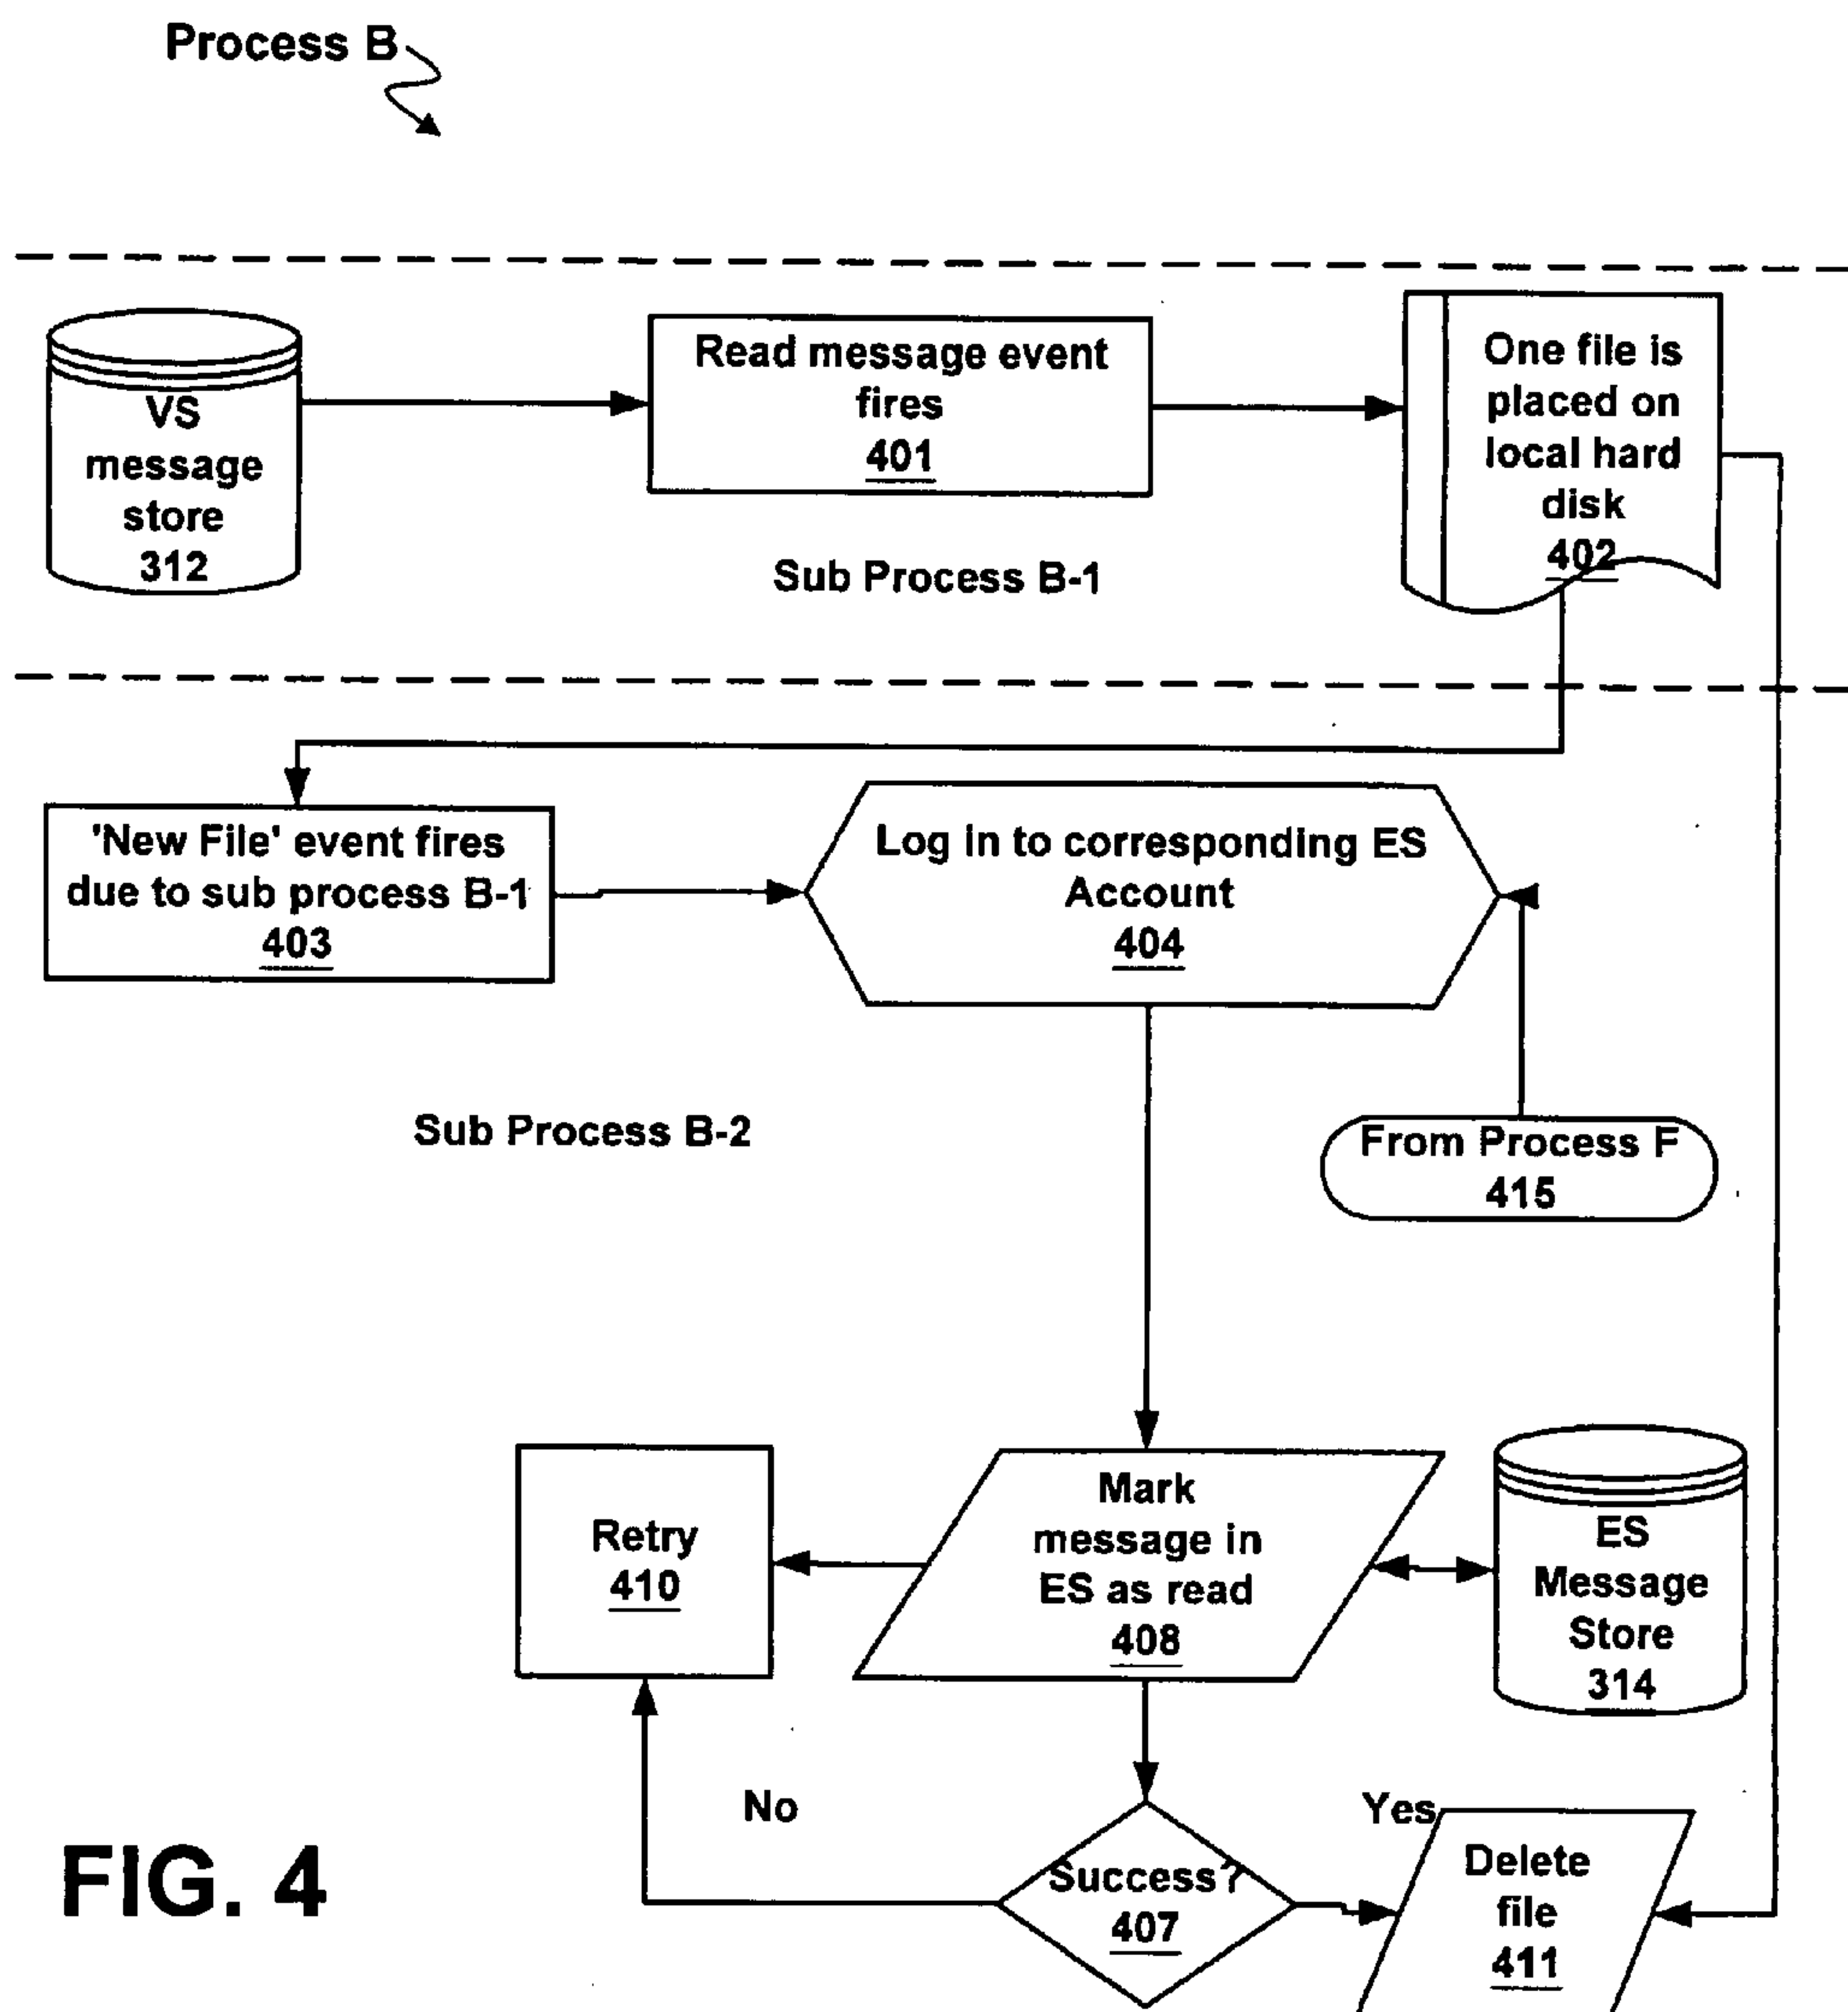 Process B
VS
message
store
312
Read message event
fires
401
One file is
placed on
local hard
disk
402
Sub Process B-1
'New File' event fires
due to sub process B-1
403
Log in to corresponding ES
Account
404
Sub Process B-2
From Process F
415
Retry
410
Mark
message in
ES as read
408
ES
Message
Store
314
No
Yes
Success?
407
Delete
file
411
FIG. 4